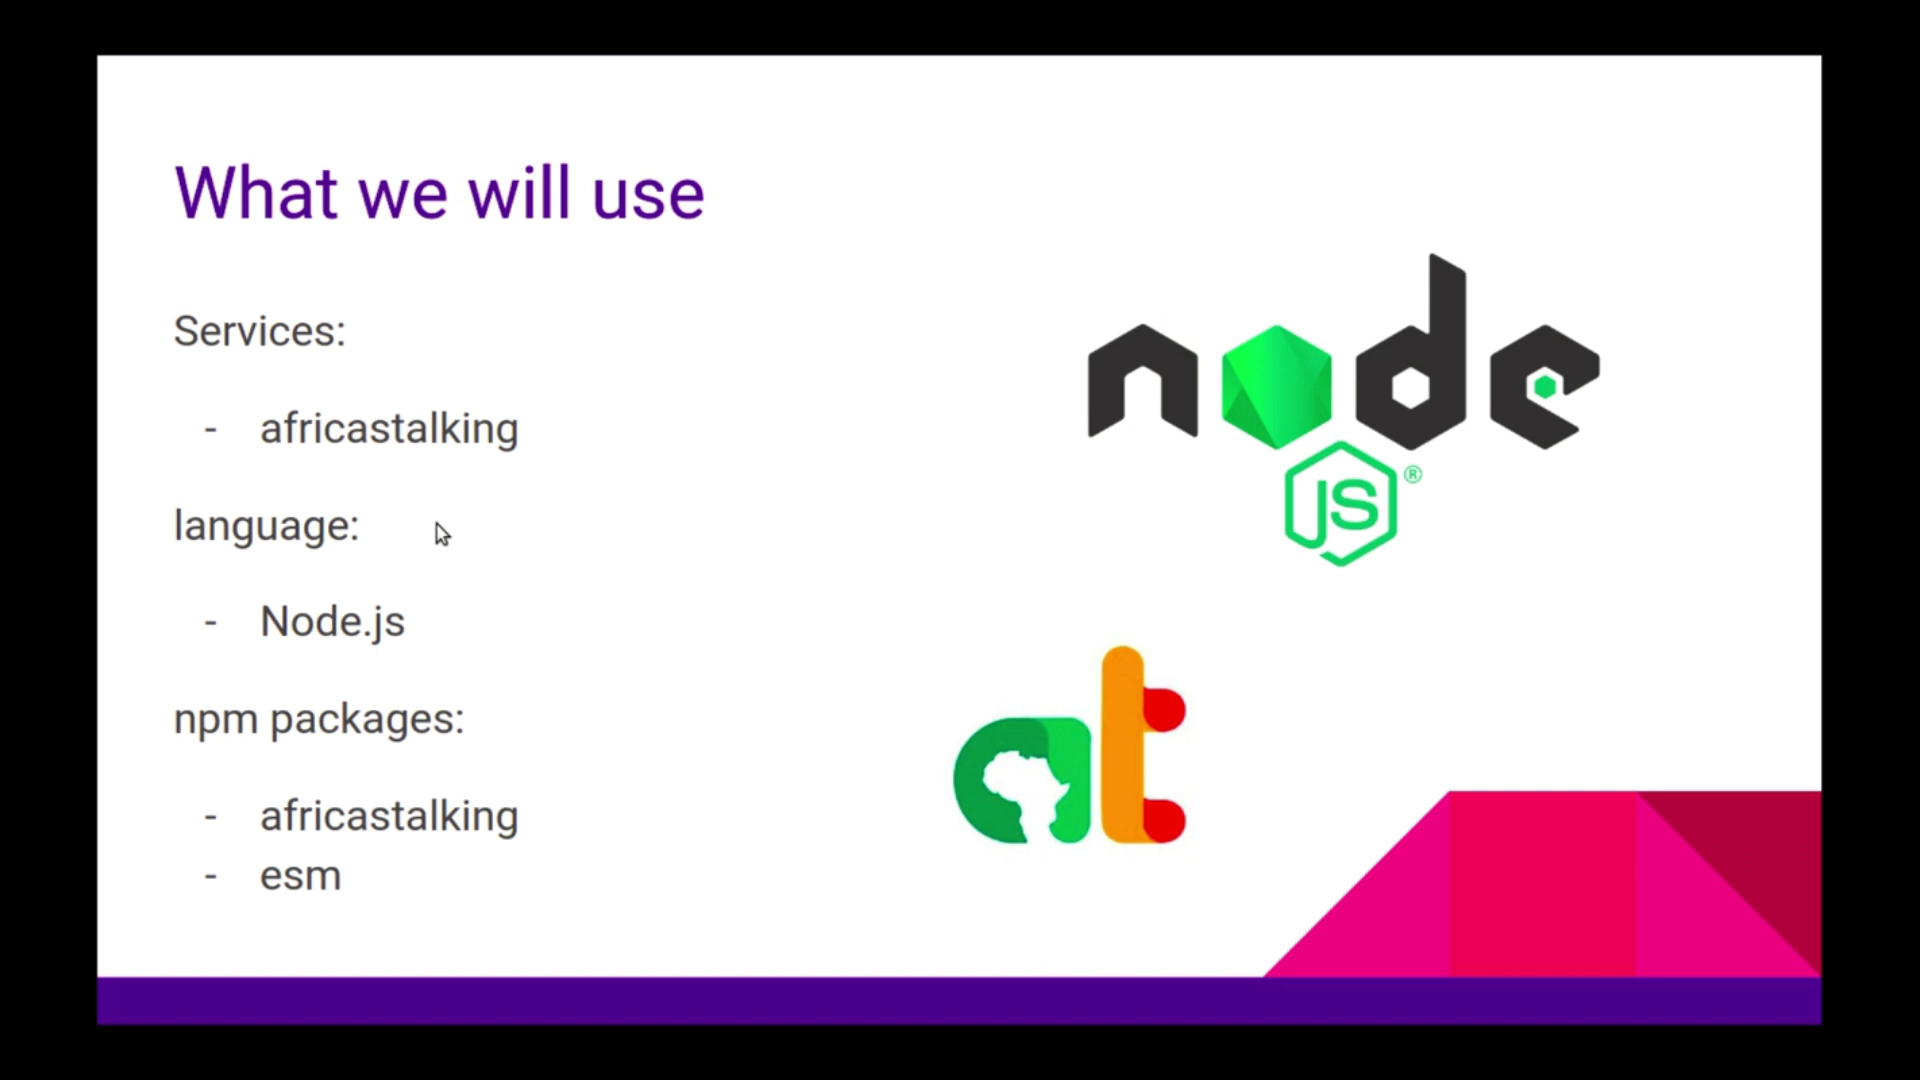 What we will use
Services:
- africastalking
language:
- Node.js
npm packages:
- africastalking
- esm
node
JS®
at